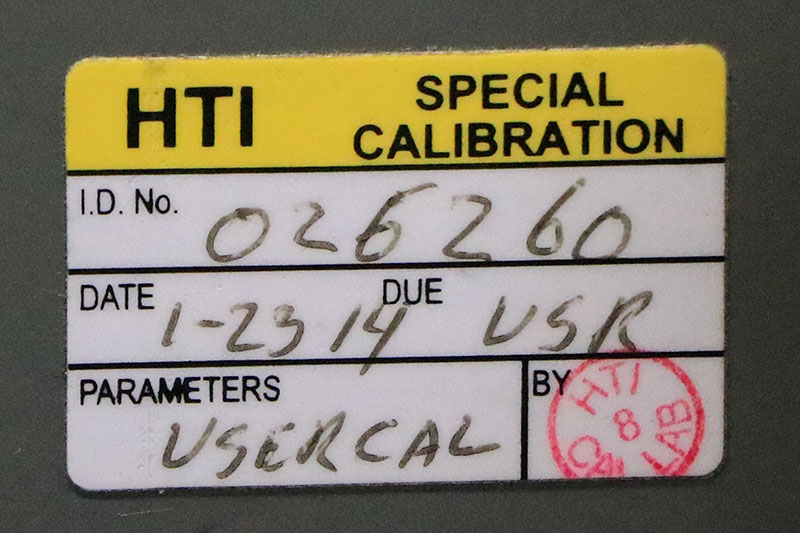 HTI SPECIAL
CALIBRATION
I.D. No. 026260
DATE 1-23 14 DUE USR
PARAMETERS BY
USERCAL
HTI
8
CAL LAB